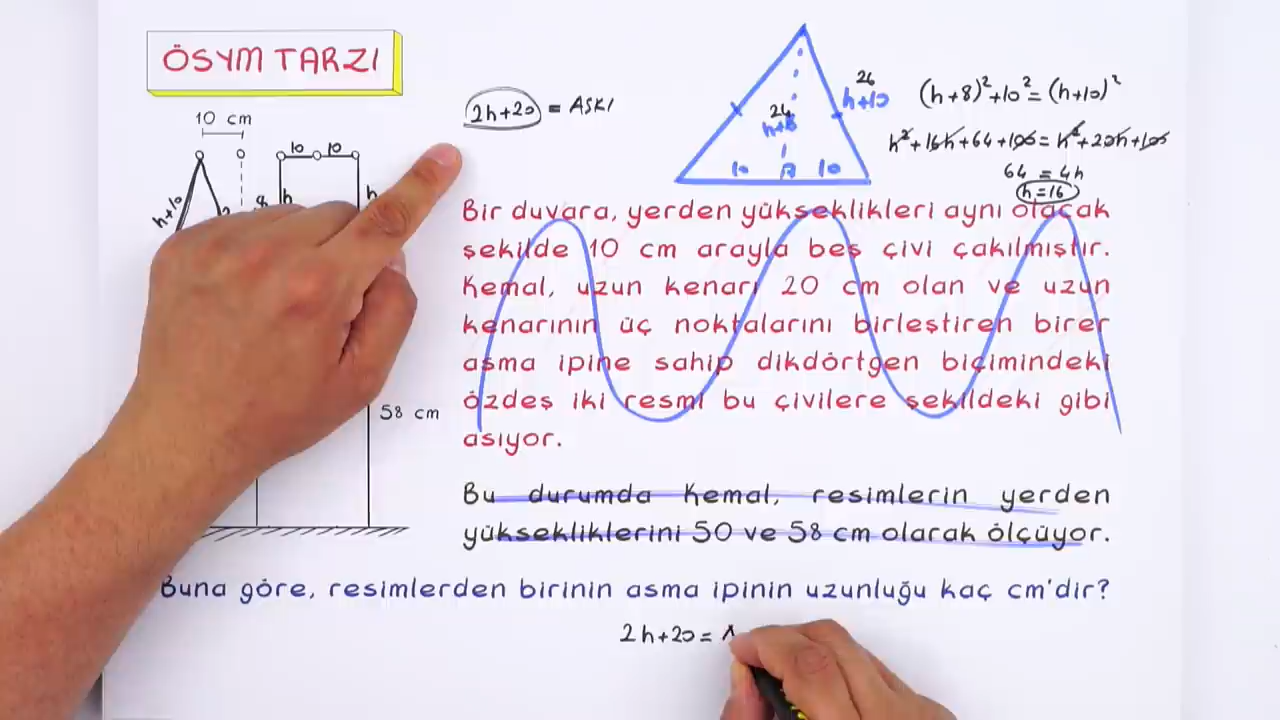 ÖSYM TARZI
10 cm
10 10
h+10
8
h
h
58 cm
2h+20 = ASKI
26
h+10
24
h+8
10 10
(h+8)²+10²=(h+10)²
h²+16h+64+100=h²+20h+100
64 = 4h
h=16
Bir duvara, yerden yükseklikleri aynı olacak
şekilde 10 cm arayla beş çivi çakılmıştır.
Kemal, uzun kenarı 20 cm olan ve uzun
kenarının üç noktalarını birleştiren birer
asma ipine sahip dikdörtgen biçimindeki
özdeş iki resmi bu çivilere şekildeki gibi
asıyor.
Bu durumda Kemal, resimlerin yerden
yüksekliklerini 50 ve 58 cm olarak ölçüyor.
Buna göre, resimlerden birinin asma ipinin uzunluğu kaç cm'dir?
2h+20=